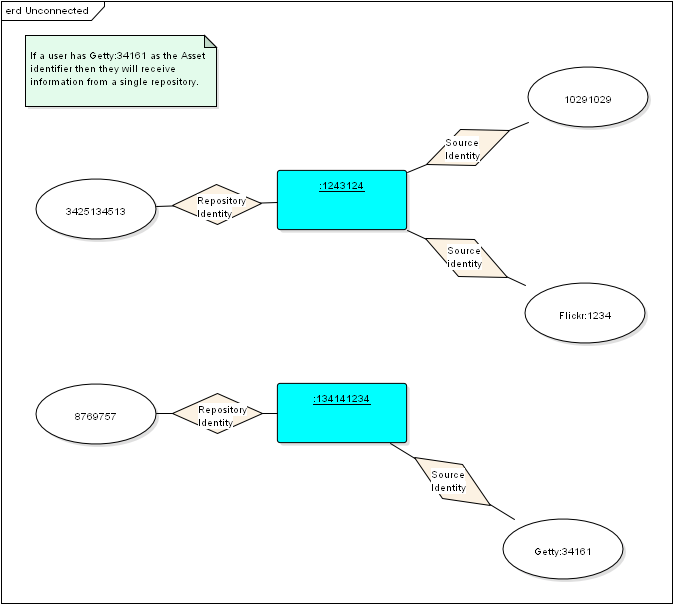 erd Unconnected
If a user has Getty:34161 as the Asset
identifier then they will receive
information from a single repository.
10291029
Source
Identity
:1243124
Repository
Identity
3425134513
Source
identity
Flickr:1234
:134141234
Repository
Identity
8769757
Source
Identity
Getty:34161